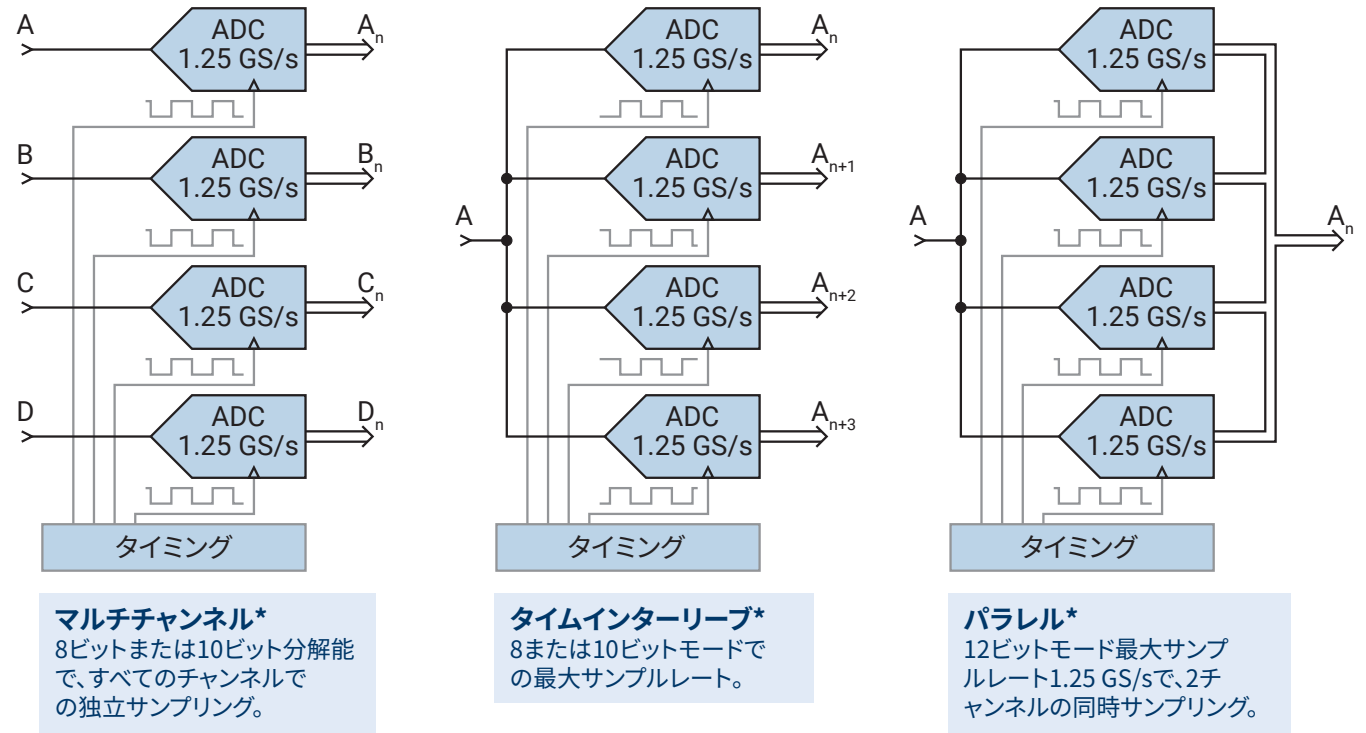 A
ADC
1.25 GS/s
An
B
ADC
1.25 GS/s
Bn
C
ADC
1.25 GS/s
Cn
D
ADC
1.25 GS/s
Dn
タイミング
マルチチャンネル*
8ビットまたは10ビット分解能
で、すべてのチャンネルで
の独立サンプリング。
A
ADC
1.25 GS/s
An
ADC
1.25 GS/s
An+1
ADC
1.25 GS/s
An+2
ADC
1.25 GS/s
An+3
タイミング
タイムインターリーブ*
8または10ビットモードで
の最大サンプルレート。
A
ADC
1.25 GS/s
ADC
1.25 GS/s
ADC
1.25 GS/s
ADC
1.25 GS/s
An
タイミング
パラレル*
12ビットモード最大サンプ
ルレート1.25 GS/sで、2チ
ャンネルの同時サンプリング。